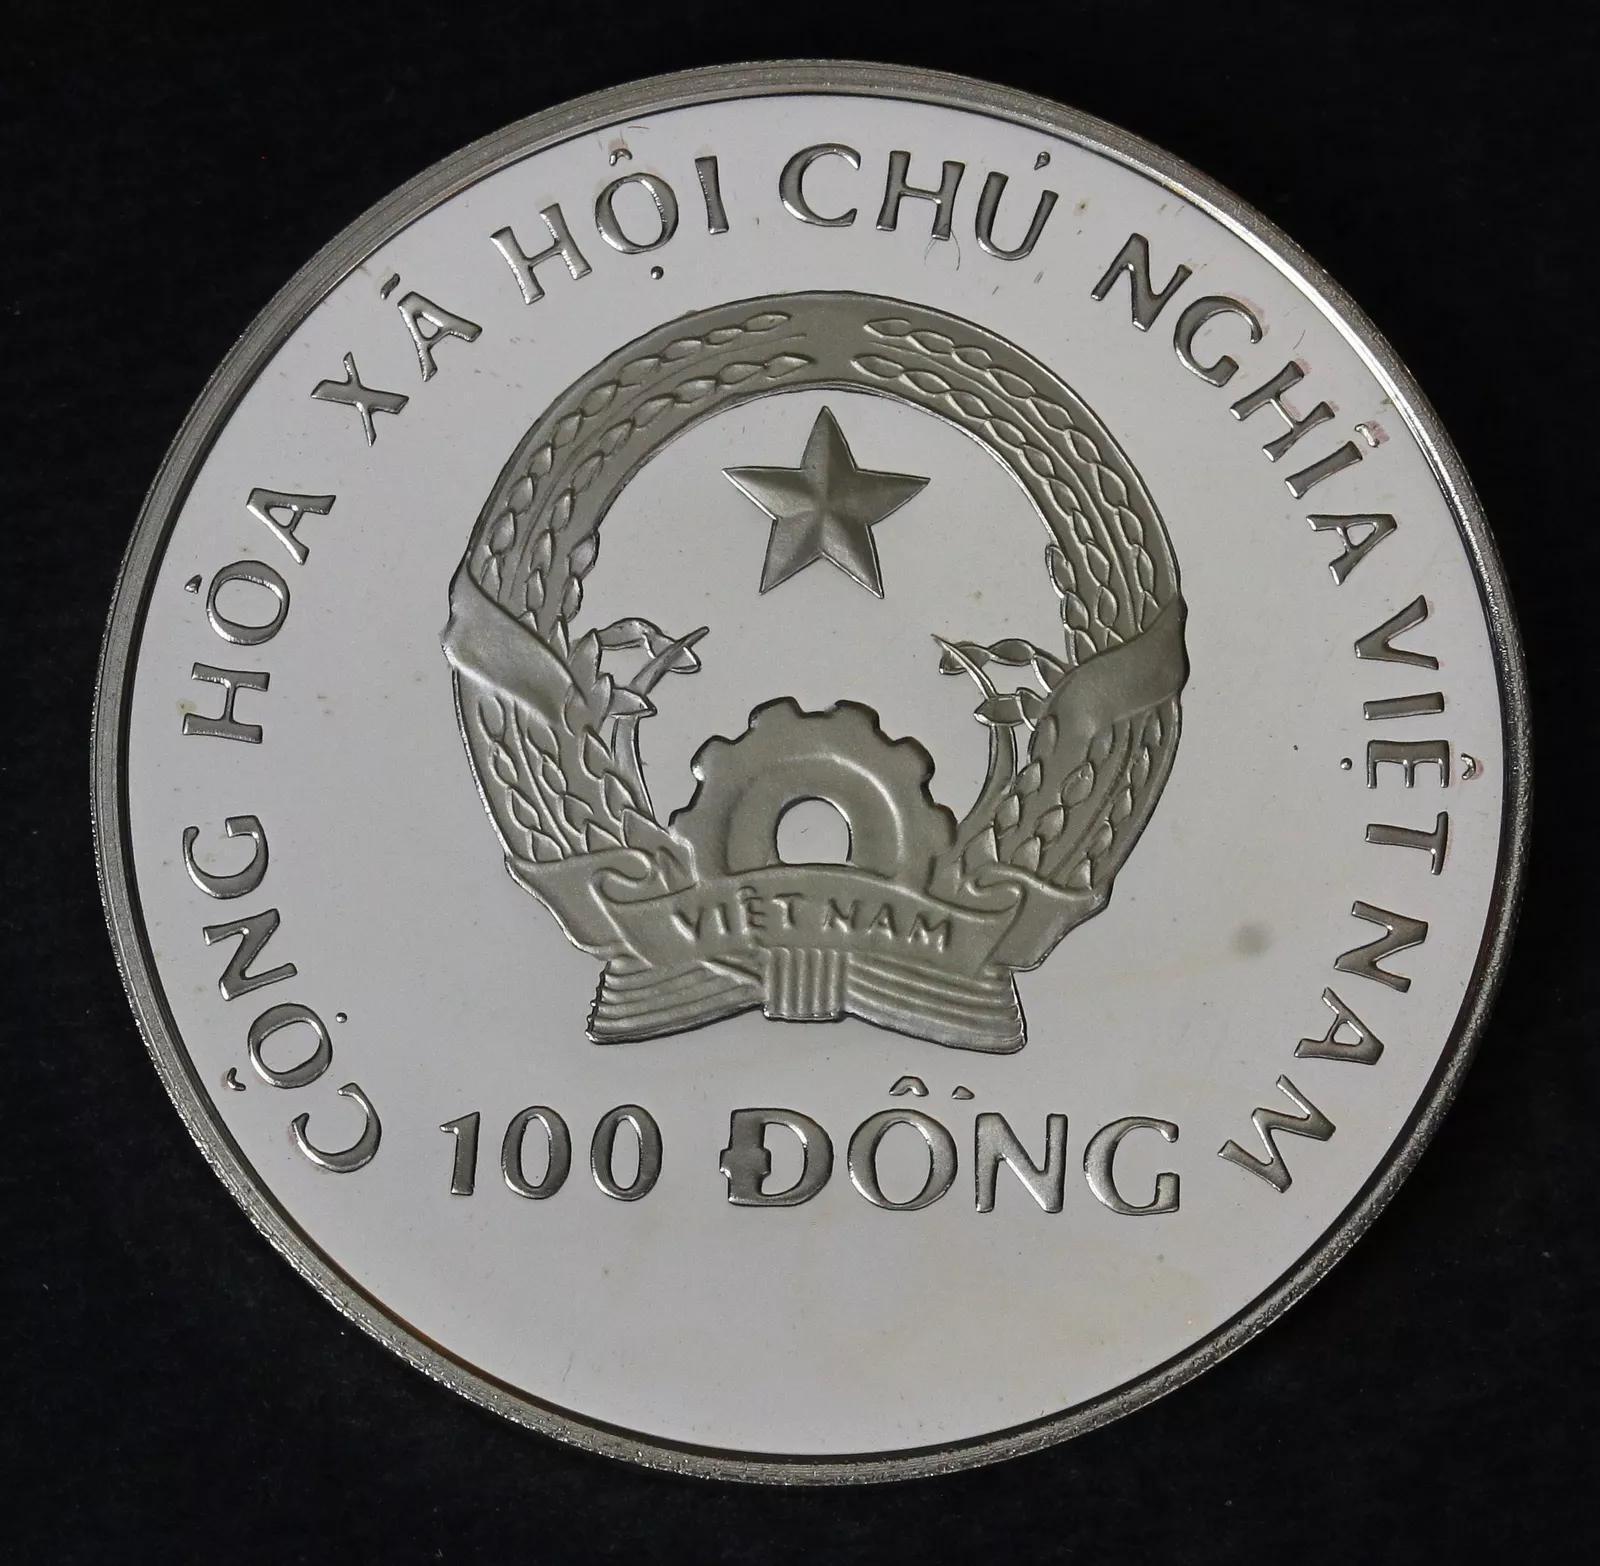 CỘNG HÒA XÃ HỘI CHỦ NGHĨA VIỆT NAM
VIỆT NAM
100 ĐỒNG